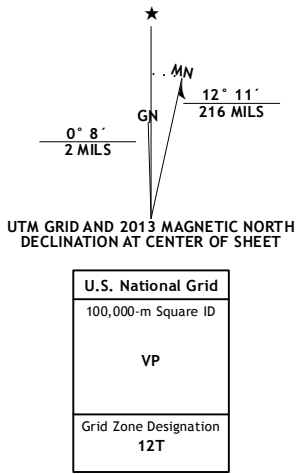 ★
MN
GN
12° 11´
216 MILS
0° 8´
2 MILS
UTM GRID AND 2013 MAGNETIC NORTH
DECLINATION AT CENTER OF SHEET
U.S. National Grid
100,000-m Square ID
VP
Grid Zone Designation
12T